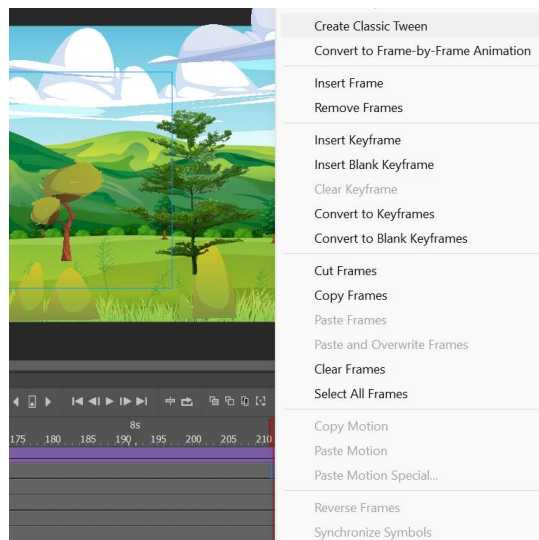 Create Classic Tween
Convert to Frame-by-Frame Animation
Insert Frame
Remove Frames
Insert Keyframe
Insert Blank Keyframe
Clear Keyframe
Convert to Keyframes
Convert to Blank Keyframes
Cut Frames
Copy Frames
Paste Frames
Paste and Overwrite Frames
Clear Frames
Select All Frames
Copy Motion
Paste Motion
Paste Motion Special...
Reverse Frames
Synchronize Symbols
8s
175 180 185 190 195 200 205 210